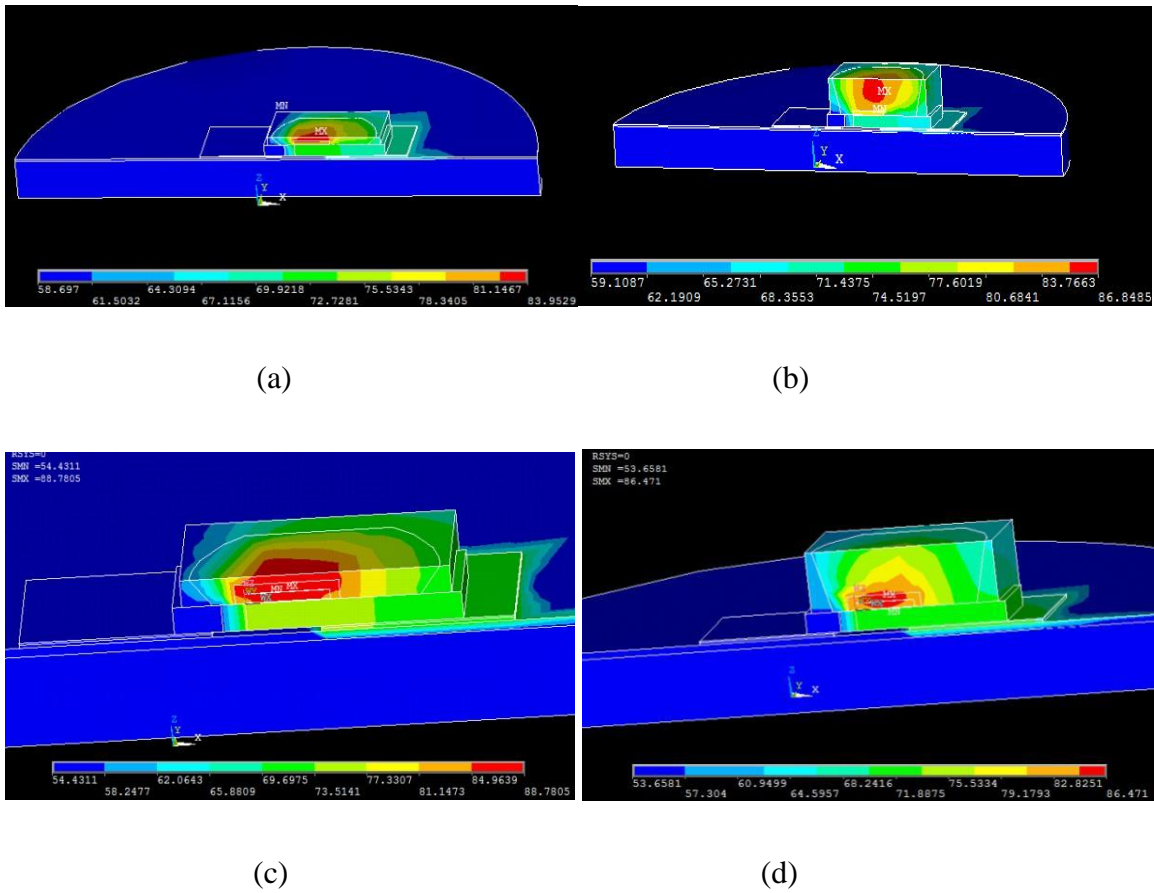 MN
MX
Z
Y
X
58.697 64.3094 69.9218 75.5343 81.1467
61.5032 67.1156 72.7281 78.3405 83.9529
(a)
MX
MN
Z
Y
X
59.1087 65.2731 71.4375 77.6019 83.7663
62.1909 68.3553 74.5197 80.6841 86.8485
(b)
RSYS=0
SMN =54.4311
SMX =88.7805
MN MX
Z
Y
X
54.4311 62.0643 69.6975 77.3307 84.9639
58.2477 65.8809 73.5141 81.1473 88.7805
(c)
RSYS=0
SMN =53.6581
SMX =86.471
Z
Y
X
53.6581 60.9499 68.2416 75.5334 82.8251
57.304 64.5957 71.8875 79.1793 86.471
(d)